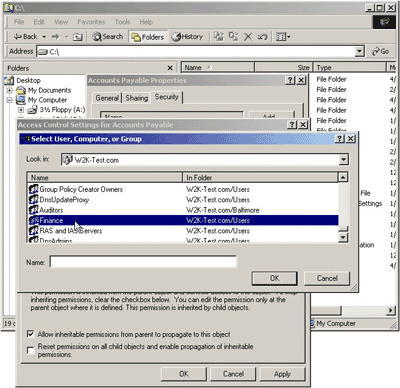 C:\
File Edit View Favorites Tools Help
Back Search Folders History
Address C:\ Go
Folders Name Size Type M
Desktop
My Documents
My Computer
3½ Floppy (A:)
File Folder
File Folder
File Folder
File Folder
File Folder
Accounts Payable Properties
General Sharing Security
Name Add
Access Control Settings for Accounts Payable
Select User, Computer, or Group
Look in: W2K-Test.com
Name In Folder
Group Policy Creator Owners W2K-Test.com/Users
DnsUpdateProxy W2K-Test.com/Users
Auditors W2K-Test.com/Baltimore
Finance W2K-Test.com/Users
RAS and IAS Servers W2K-Test.com/Users
DnsAdmins W2K-Test.com/Users
Name:
OK Cancel
File
Settings
inheriting permissions, clear the checkbox below. You can edit the permission only at the
parent object where it is defined. This permission is inherited by child objects.
Allow inheritable permissions from parent to propagate to this object
Reset permissions on all child objects and enable propagation of inheritable
permissions.
OK Cancel Apply
19 My Computer